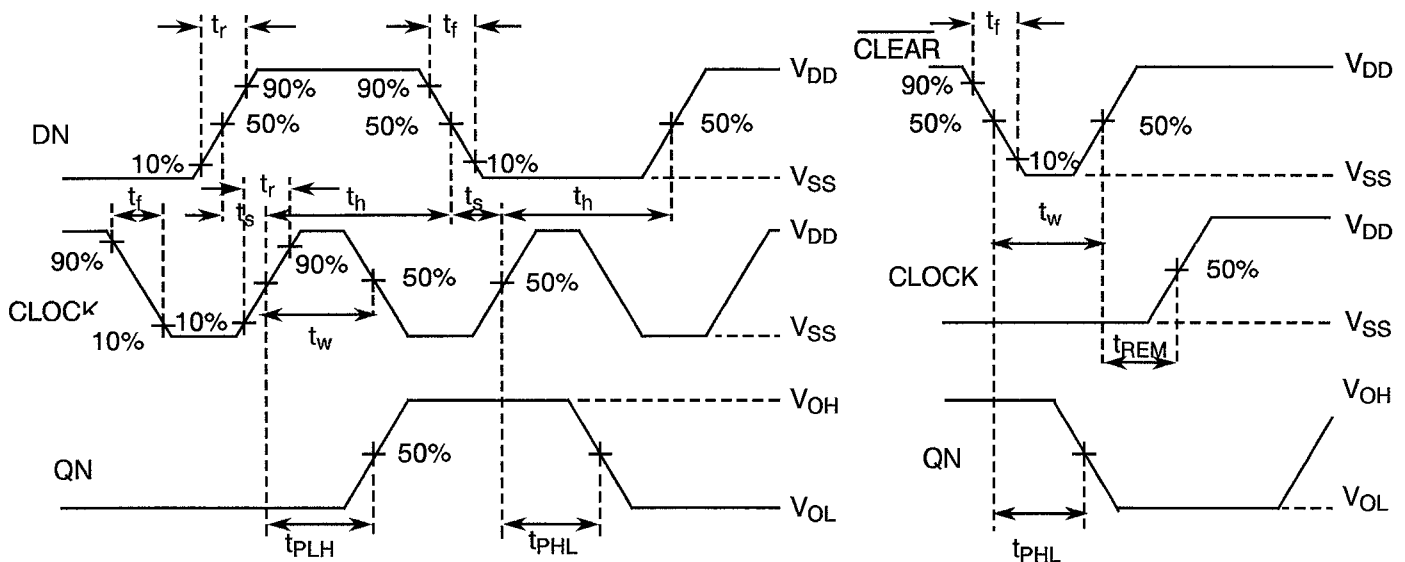 tr
tf
VDD
90%
90%
50%
50%
50%
DN
10%
10%
VSS
tf
tr
ts
th
ts
th
VDD
90%
90%
50%
50%
CLOCK
10%
10%
tw
VSS
VOH
50%
QN
VOL
tPLH
tPHL
CLEAR
tf
VDD
90%
50%
50%
10%
VSS
tw
VDD
CLOCK
50%
VSS
tREM
VOH
QN
VOL
tPHL